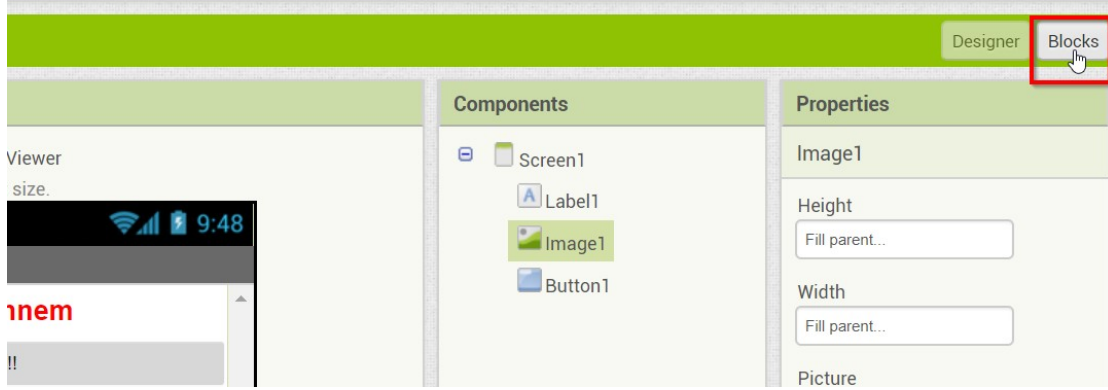 Designer
Blocks
Components
Properties
Viewer
size.
9:48
nnem
!!
Screen1
Label1
Image1
Button1
Image1
Height
Fill parent...
Width
Fill parent...
Picture